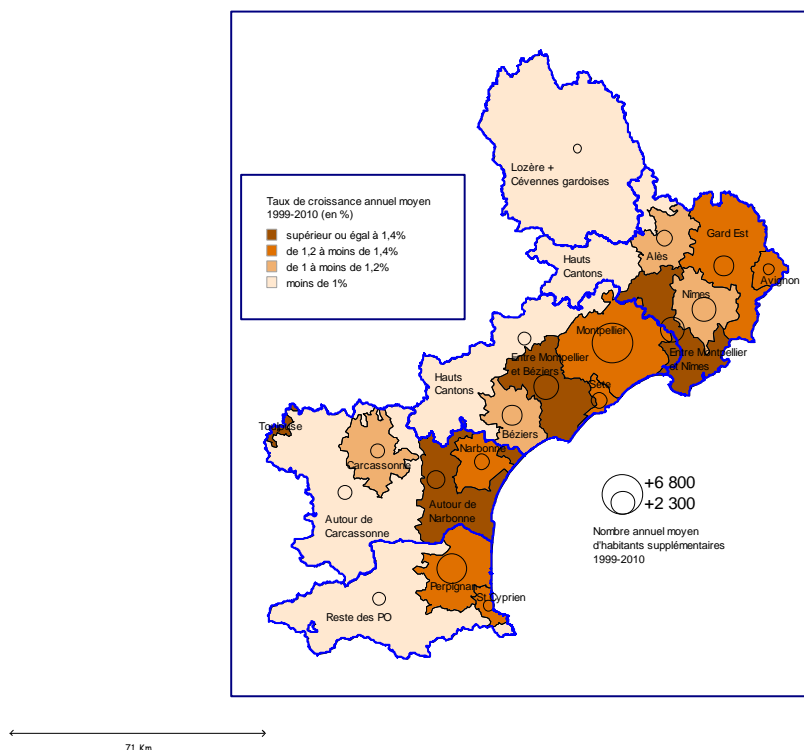 Taux de croissance annuel moyen
1999-2010 (en %)
supérieur ou égal à 1,4%
de 1,2 à moins de 1,4%
de 1 à moins de 1,2%
moins de 1%
Lozère +
Cévennes gardoises
Gard Est
Alès
Avignon
Hauts
Cantons
Nîmes
Montpellier
Entre Montpellier
et Nîmes
Entre Montpellier
et Béziers
Hauts
Cantons
Sète
Béziers
Toulouse
Narbonne
Carcassonne
Autour de
Narbonne
Autour de
Carcassonne
Perpignan
St Cyprien
Reste des PO
+6 800
+2 300
Nombre annuel moyen
d'habitants supplémentaires
1999-2010
71 Km